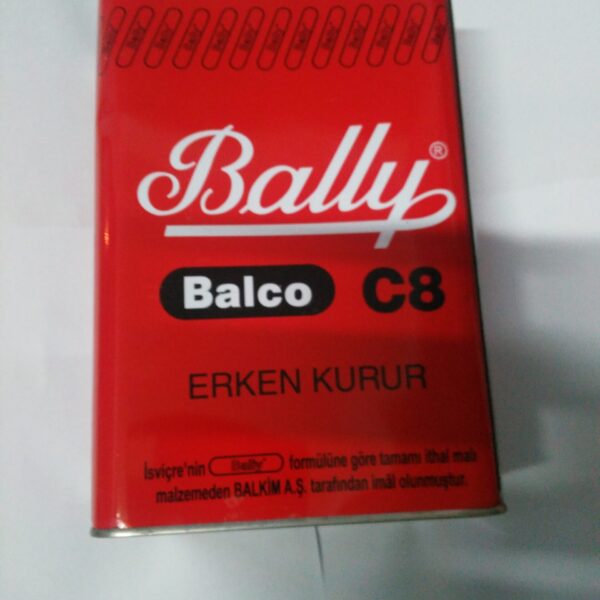 Bally®
Balco C8
ERKEN KURUR
İsviçre'nin Bally® formülüne göre tamamı ithal malı
malzemeden BALKİM A.Ş. tarafından imâl olunmuştur.